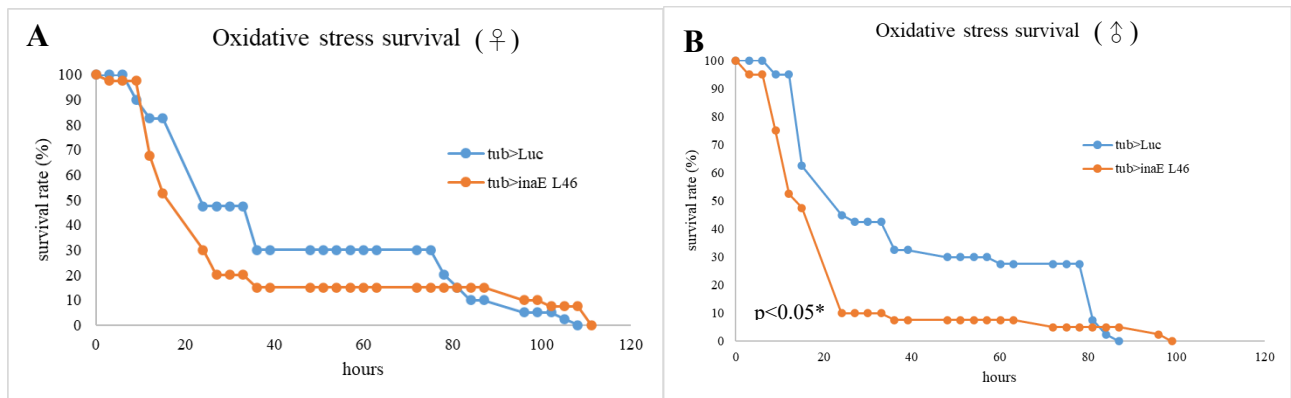 A
Oxidative stress survival (♀)
100
90
80
70
60
50
40
30
20
10
0
survival rate (%)
tub>Luc
tub>inaE L46
0 20 40 60 80 100 120
hours
B
Oxidative stress survival (♂)
100
90
80
70
60
50
40
30
20
10
0
survival rate (%)
tub>Luc
tub>inaE L46
p<0.05*
0 20 40 60 80 100 120
hours